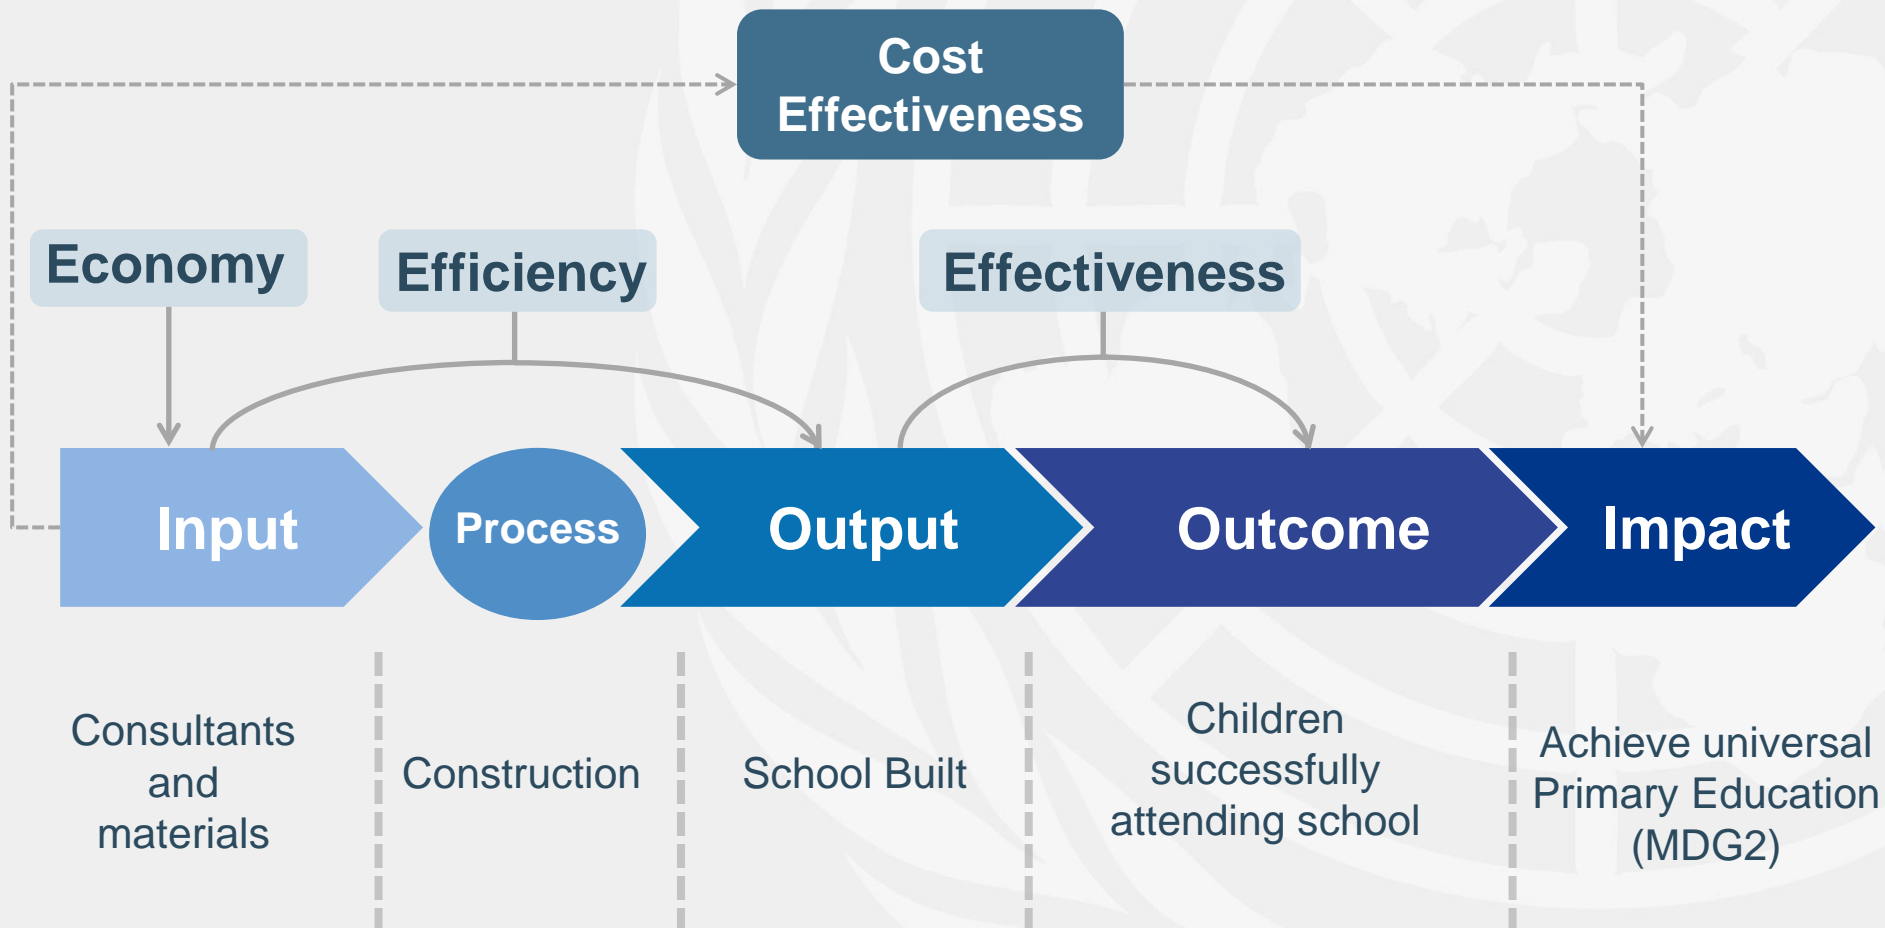 Cost
Effectiveness
Economy
Efficiency
Effectiveness
Input
Process
Output
Outcome
Impact
Consultants
and
materials
Construction
School Built
Children
successfully
attending school
Achieve universal
Primary Education
(MDG2)